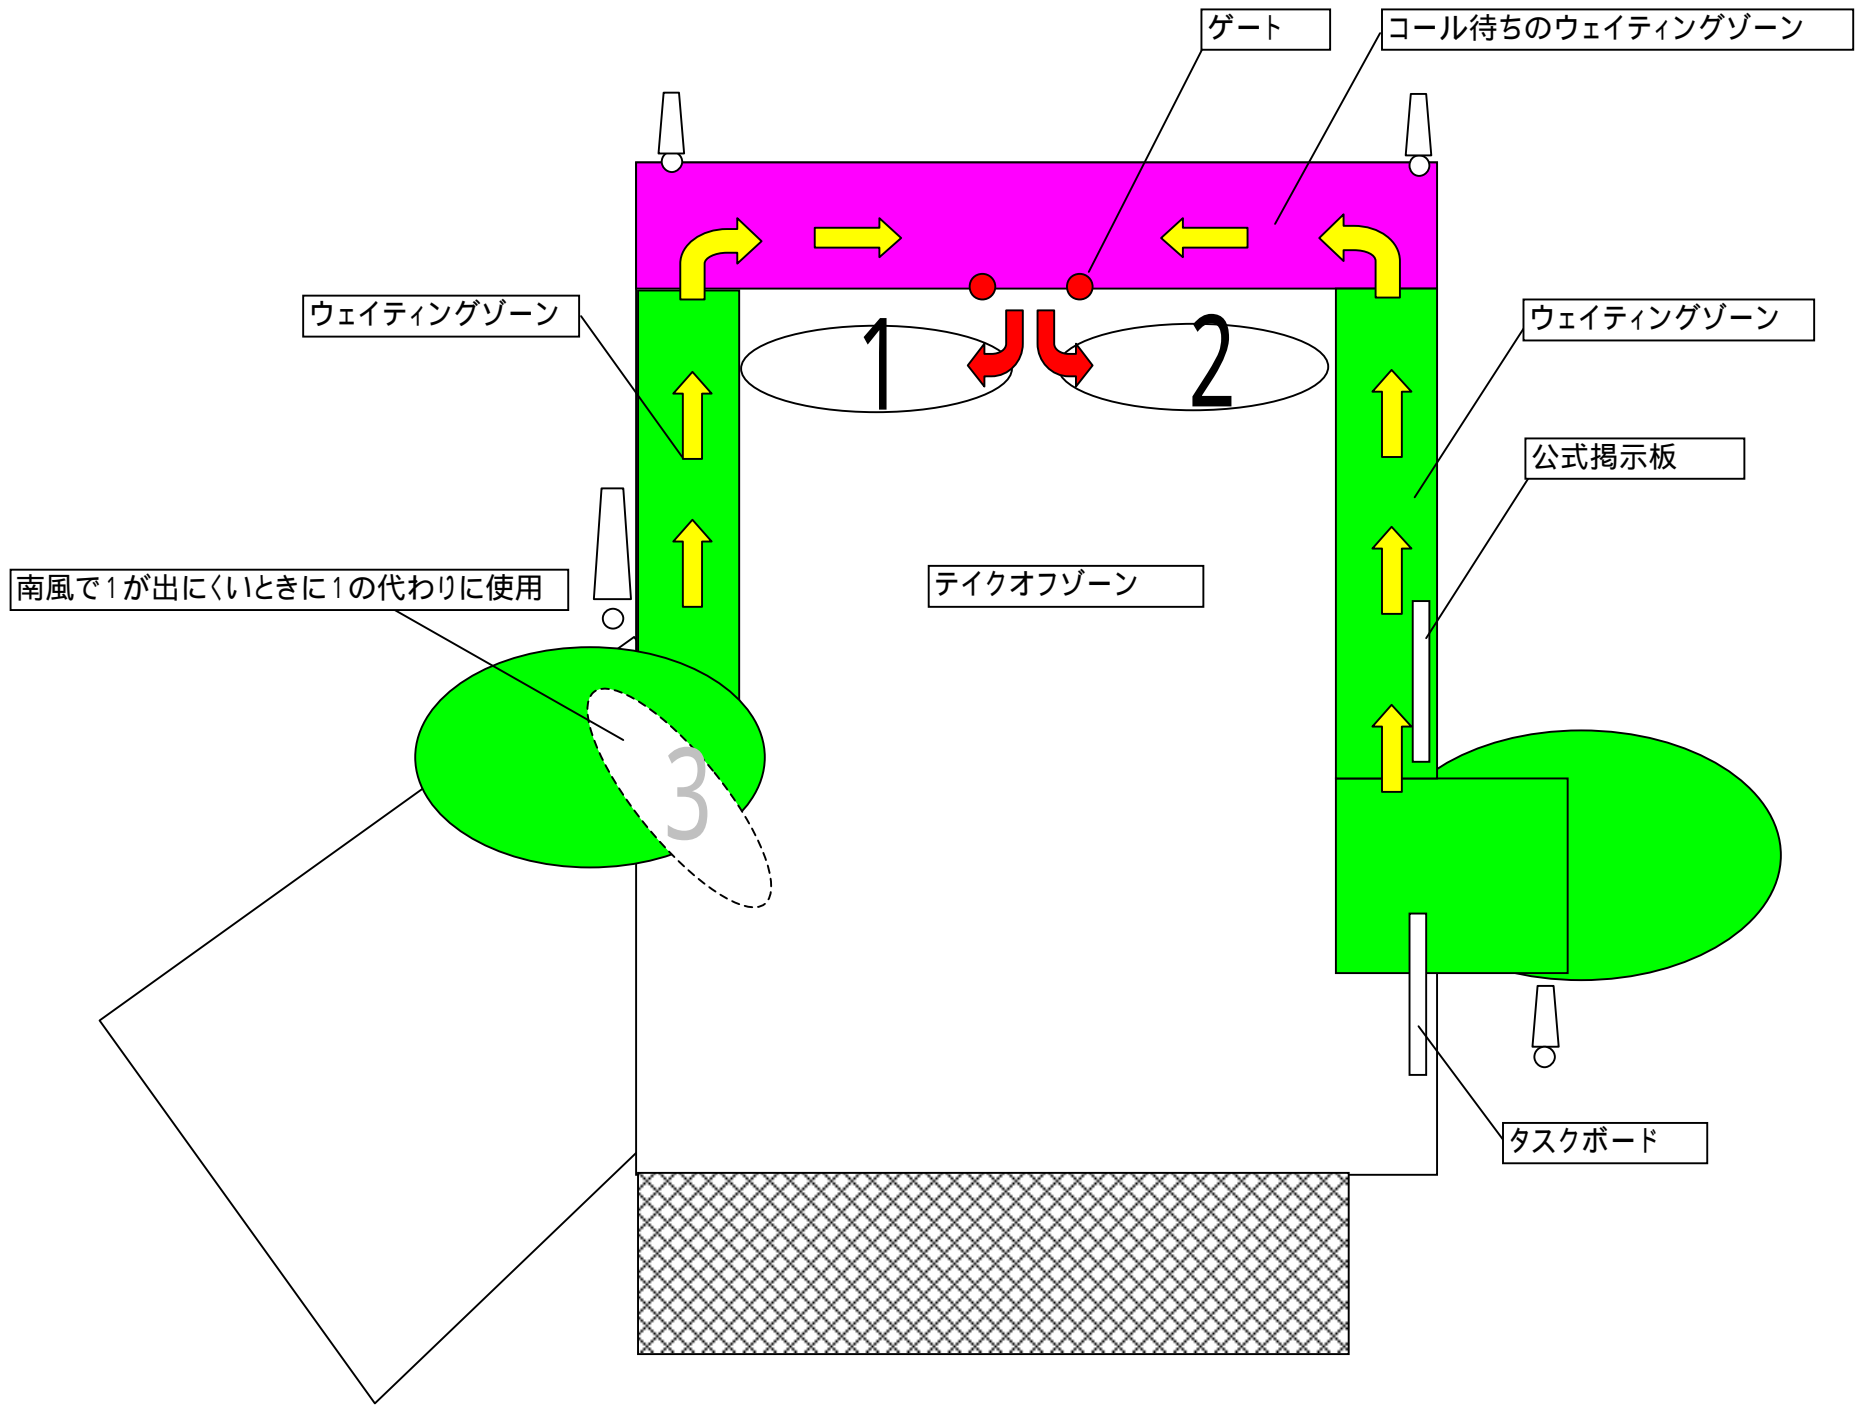 ゲート
コール待ちのウェイティングゾーン
ウェイティングゾーン
ウェイティングゾーン
1
2
公式掲示板
南風で1が出にくいときに1の代わりに使用
テイクオフゾーン
3
タスクボード